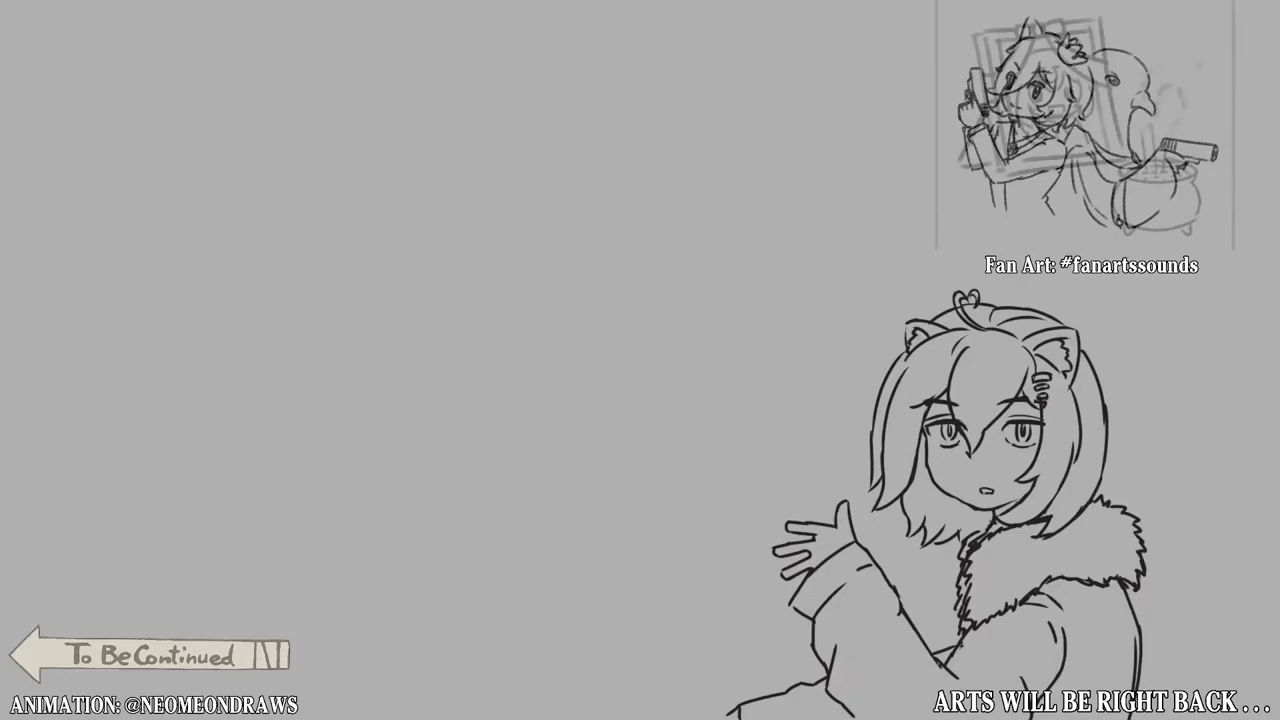 Fan Art: #fanartssounds
To Be Continued
ANIMATION: @NEOMEONDRAWS
ARTS WILL BE RIGHT BACK . . .